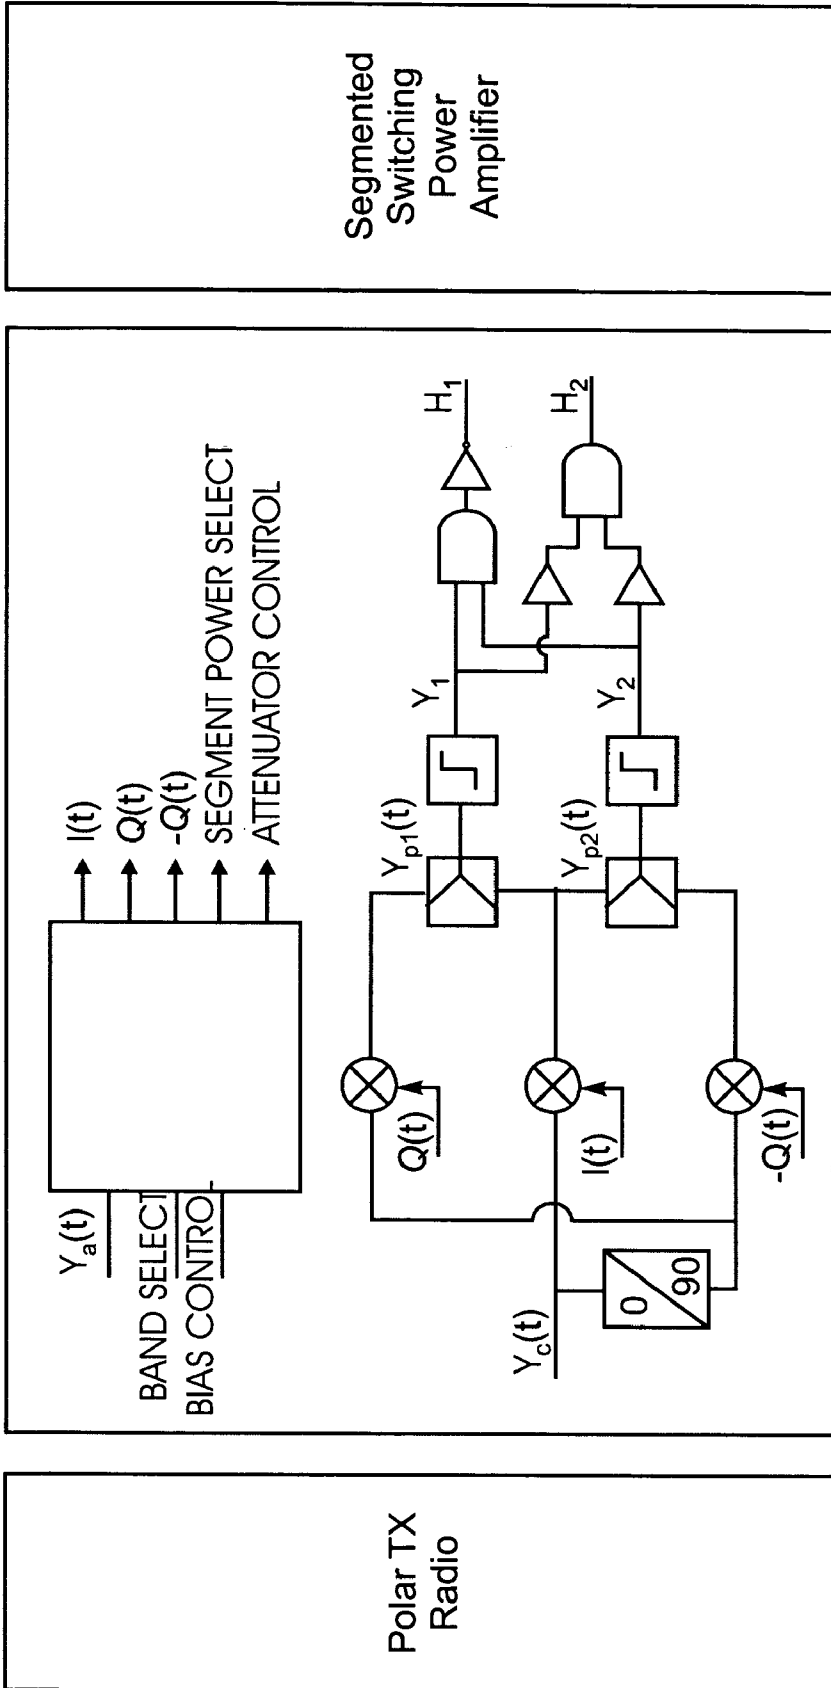 Polar TX
Radio
Y_a(t)
BAND SELECT
BIAS CONTROL
I(t)
Q(t)
-Q(t)
SEGMENT POWER SELECT
ATTENUATOR CONTROL
Y_c(t)
0
90
Q(t)
I(t)
-Q(t)
Y_p1(t)
Y_p2(t)
Y_1
Y_2
H_1
H_2
Segmented
Switching
Power
Amplifier